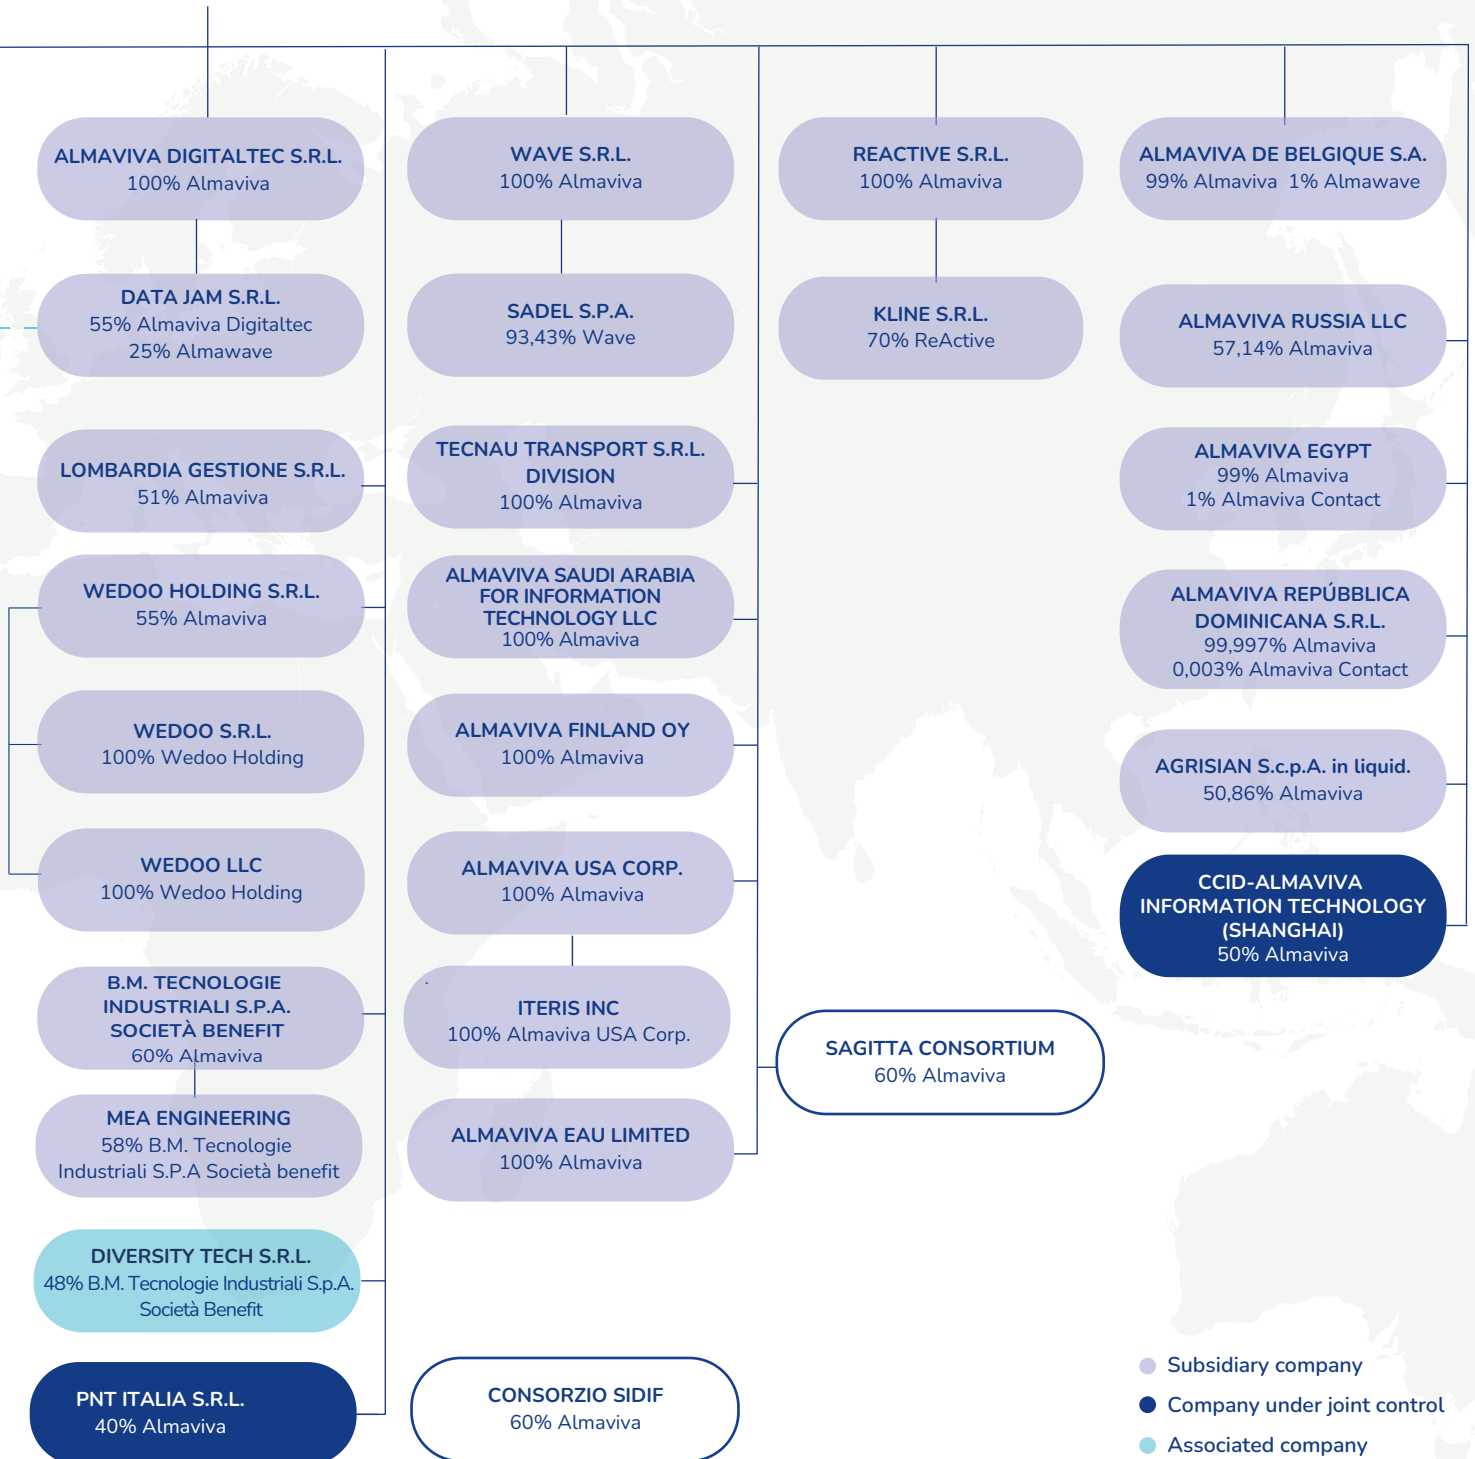 ALMAVIVA DIGITALTEC S.R.L.
100% Almaviva
DATA JAM S.R.L.
55% Almaviva Digitaltec
25% Almawave
LOMBARDIA GESTIONE S.R.L.
51% Almaviva
WEDOO HOLDING S.R.L.
55% Almaviva
WEDOO S.R.L.
100% Wedoo Holding
WEDOO LLC
100% Wedoo Holding
B.M. TECNOLOGIE
INDUSTRIALI S.P.A.
SOCIETÀ BENEFIT
60% Almaviva
MEA ENGINEERING
58% B.M. Tecnologie
Industriali S.P.A Società benefit
DIVERSITY TECH S.R.L.
48% B.M. Tecnologie Industriali S.p.A.
Società Benefit
PNT ITALIA S.R.L.
40% Almaviva
WAVE S.R.L.
100% Almaviva
SADEL S.P.A.
93,43% Wave
TECNAU TRANSPORT S.R.L.
DIVISION
100% Almaviva
ALMAVIVA SAUDI ARABIA
FOR INFORMATION
TECHNOLOGY LLC
100% Almaviva
ALMAVIVA FINLAND OY
100% Almaviva
ALMAVIVA USA CORP.
100% Almaviva
ITERIS INC
100% Almaviva USA Corp.
ALMAVIVA EAU LIMITED
100% Almaviva
CONSORZIO SIDIF
60% Almaviva
REACTIVE S.R.L.
100% Almaviva
KLINE S.R.L.
70% ReActive
SAGITTA CONSORTIUM
60% Almaviva
ALMAVIVA DE BELGIQUE S.A.
99% Almaviva 1% Almawave
ALMAVIVA RUSSIA LLC
57,14% Almaviva
ALMAVIVA EGYPT
99% Almaviva
1% Almaviva Contact
ALMAVIVA REPÚBBLICA
DOMINICANA S.R.L.
99,997% Almaviva
0,003% Almaviva Contact
AGRISIAN S.c.p.A. in liquid.
50,86% Almaviva
CCID-ALMAVIVA
INFORMATION TECHNOLOGY
(SHANGHAI)
50% Almaviva
Subsidiary company
Company under joint control
Associated company